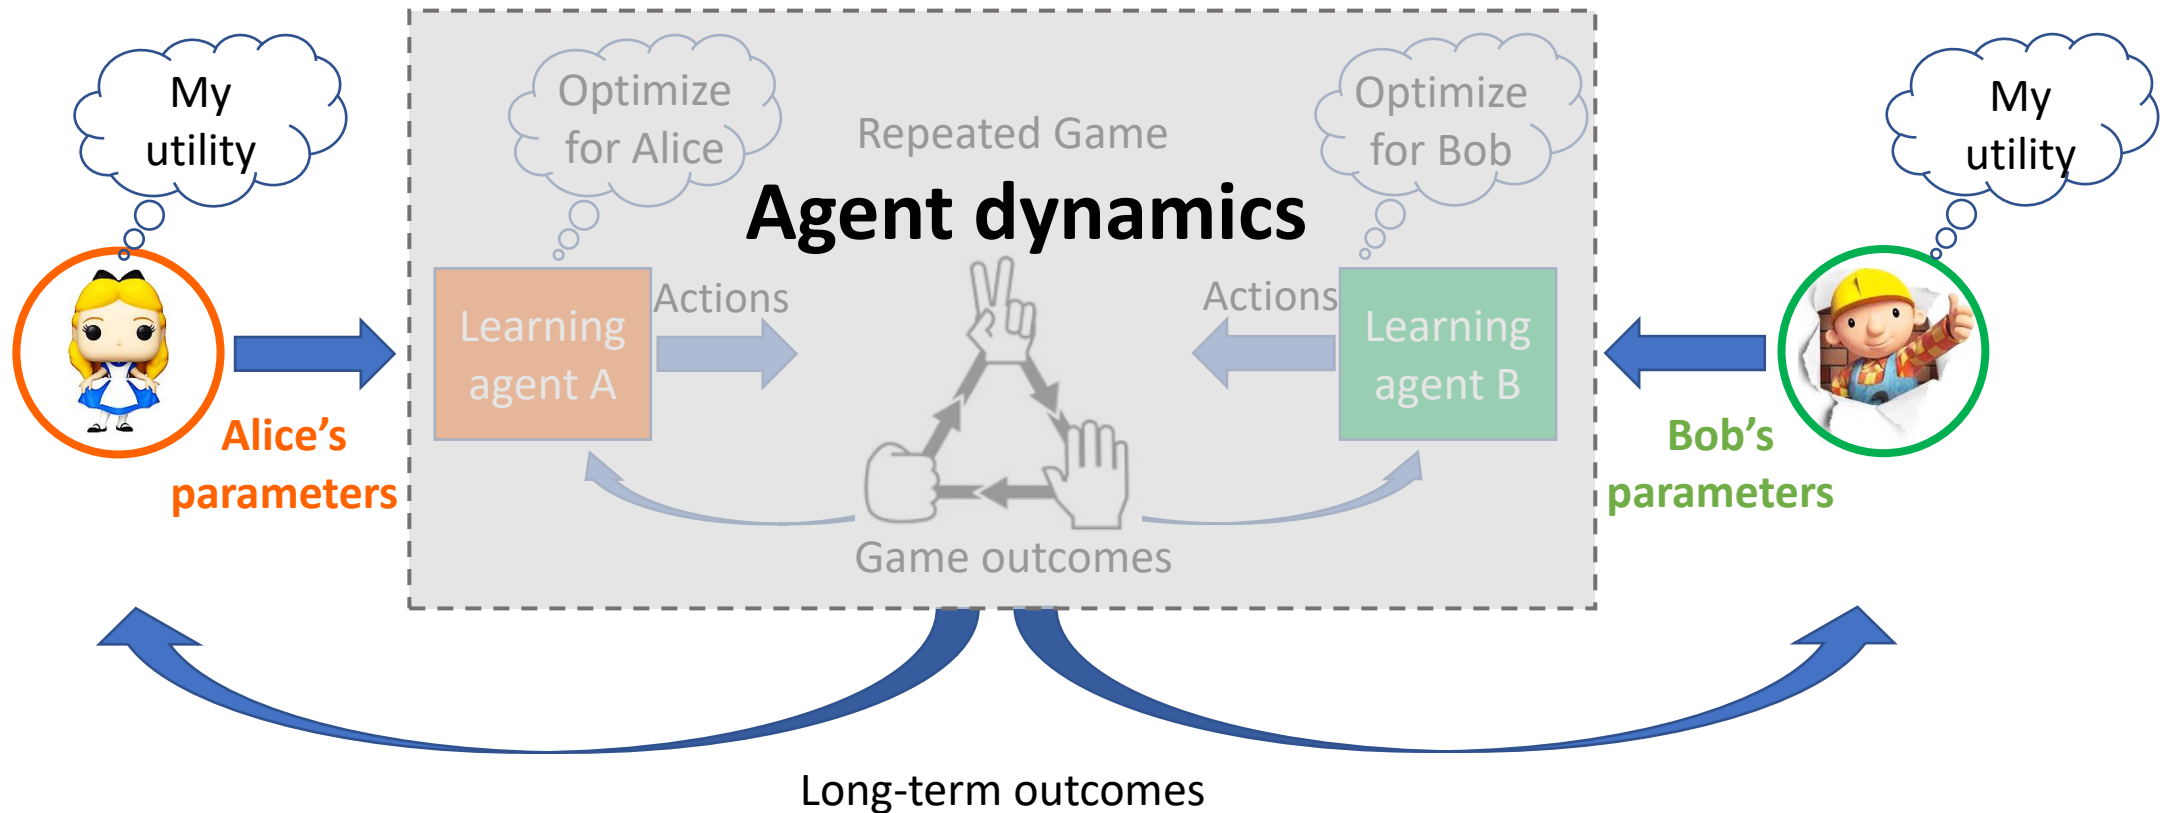 My
utility
Optimize
for Alice
Repeated Game
Optimize
for Bob
My
utility
Agent dynamics
Learning
agent A
Actions
Actions
Learning
agent B
Alice’s
parameters
Bob’s
parameters
Game outcomes
Long-term outcomes